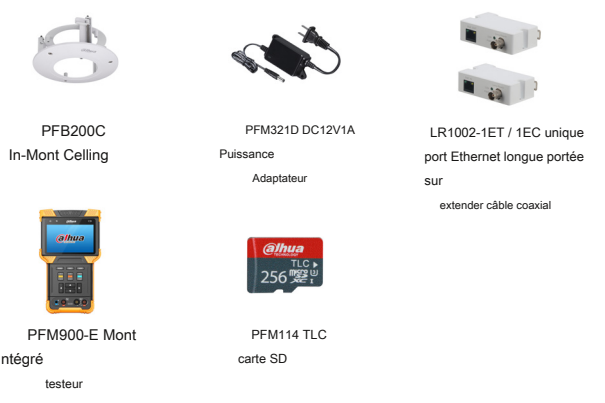 PFB200C
In-Mont Celling
PFM321D DC12V1A
Puissance
Adaptateur
LR1002-1ET / 1EC unique
port Ethernet longue portée
sur
extender câble coaxial
alhua
PFM900-E Mont
ntégré
testeur
alhua
TECHNOLOGY
TLC
256
PFM114 TLC
carte SD